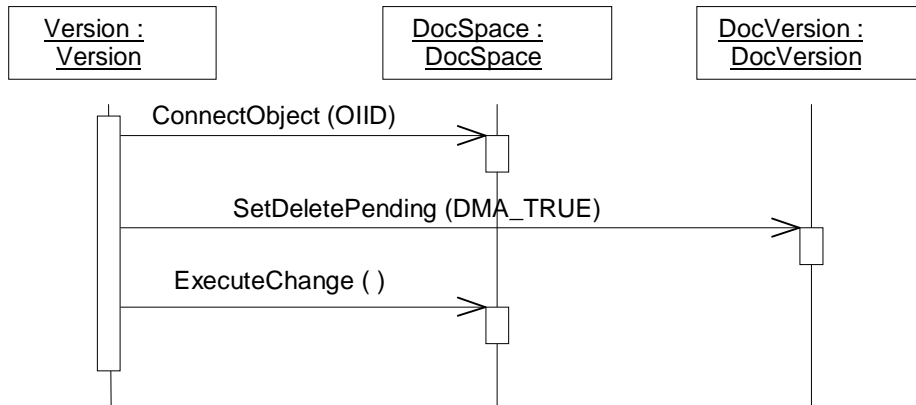 Version :
Version
DocSpace :
DocSpace
DocVersion :
DocVersion
ConnectObject (OIID)
SetDeletePending (DMA_TRUE)
ExecuteChange ( )